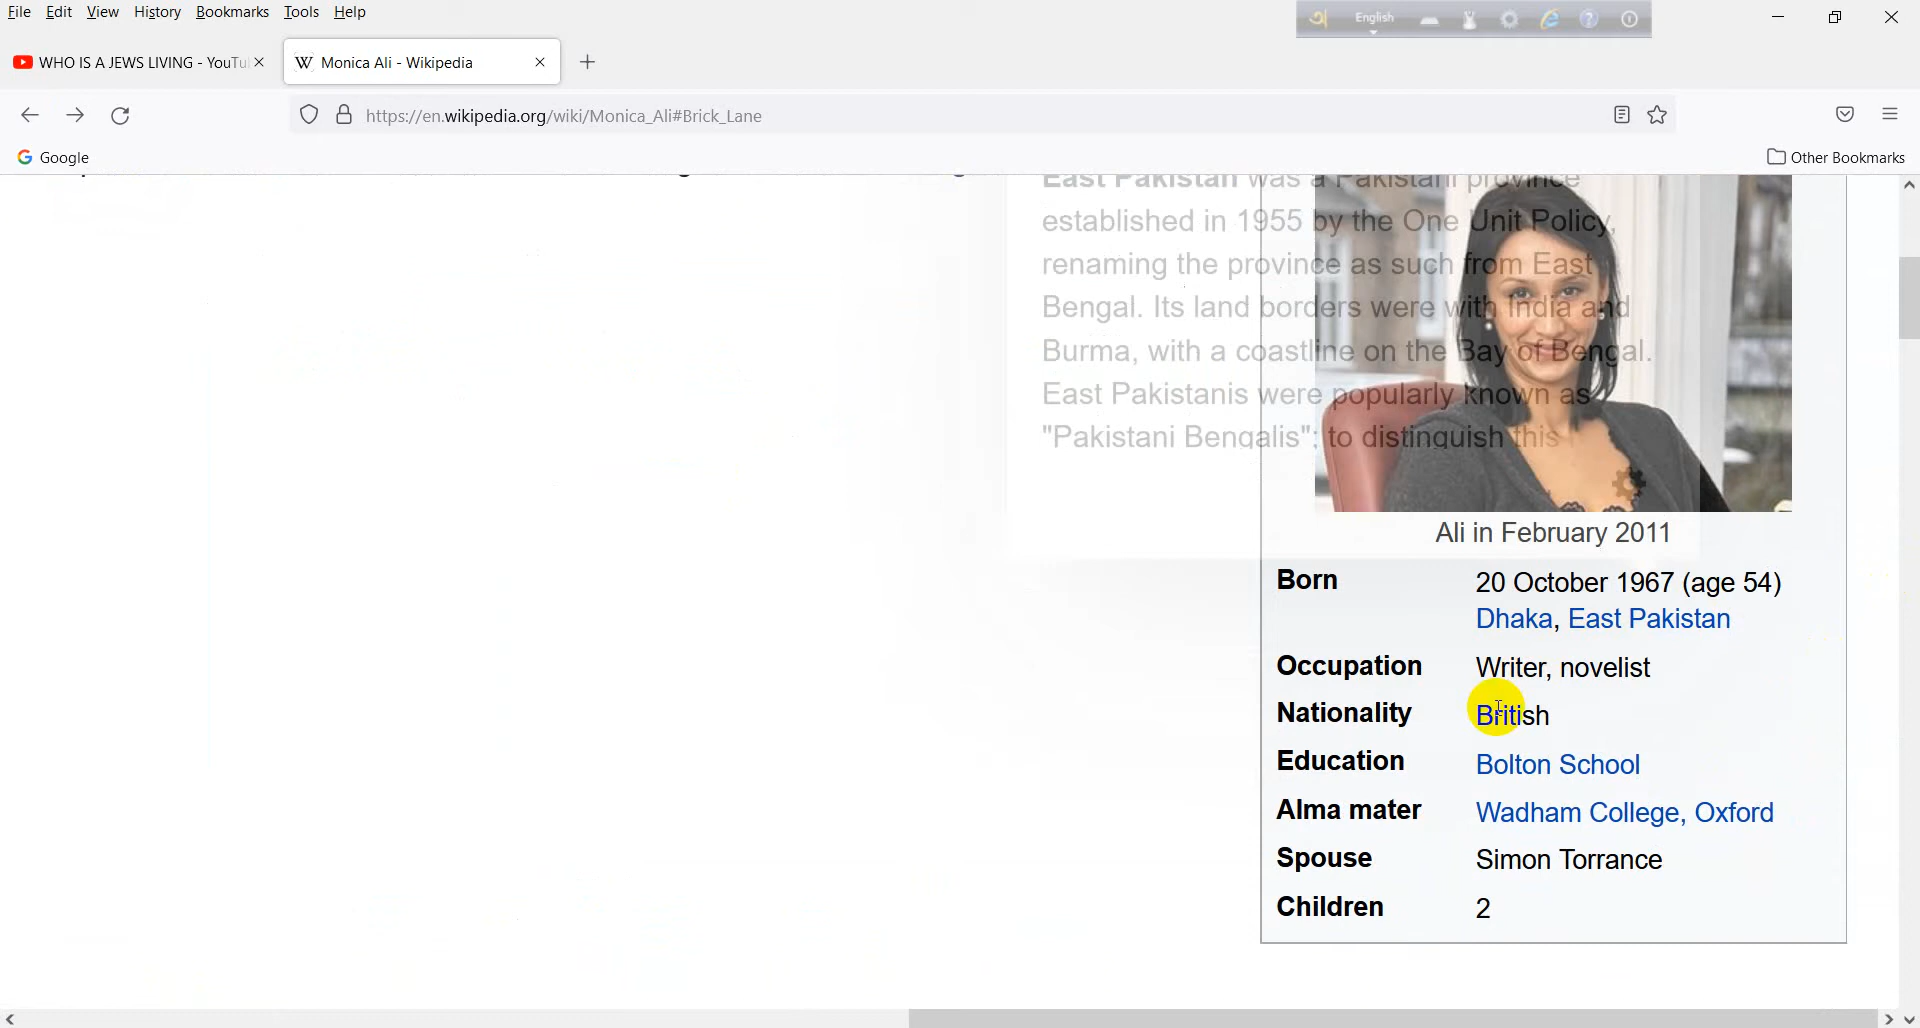 File Edit View History Bookmarks Tools Help
English
WHO IS A JEWS LIVING - YouTu
Monica Ali - Wikipedia
https://en.wikipedia.org/wiki/Monica_Ali#Brick_Lane
Google
Other Bookmarks
East Pakistan was a Pakistani province
established in 1955 by the One Unit Policy,
renaming the province as such from East
Bengal. Its land borders were with India and
Burma, with a coastline on the Bay of Bengal.
East Pakistanis were popularly known as
"Pakistani Bengalis"; to distinguish this
Ali in February 2011
Born 20 October 1967 (age 54)
Dhaka, East Pakistan
Occupation Writer, novelist
Nationality British
Education Bolton School
Alma mater Wadham College, Oxford
Spouse Simon Torrance
Children 2